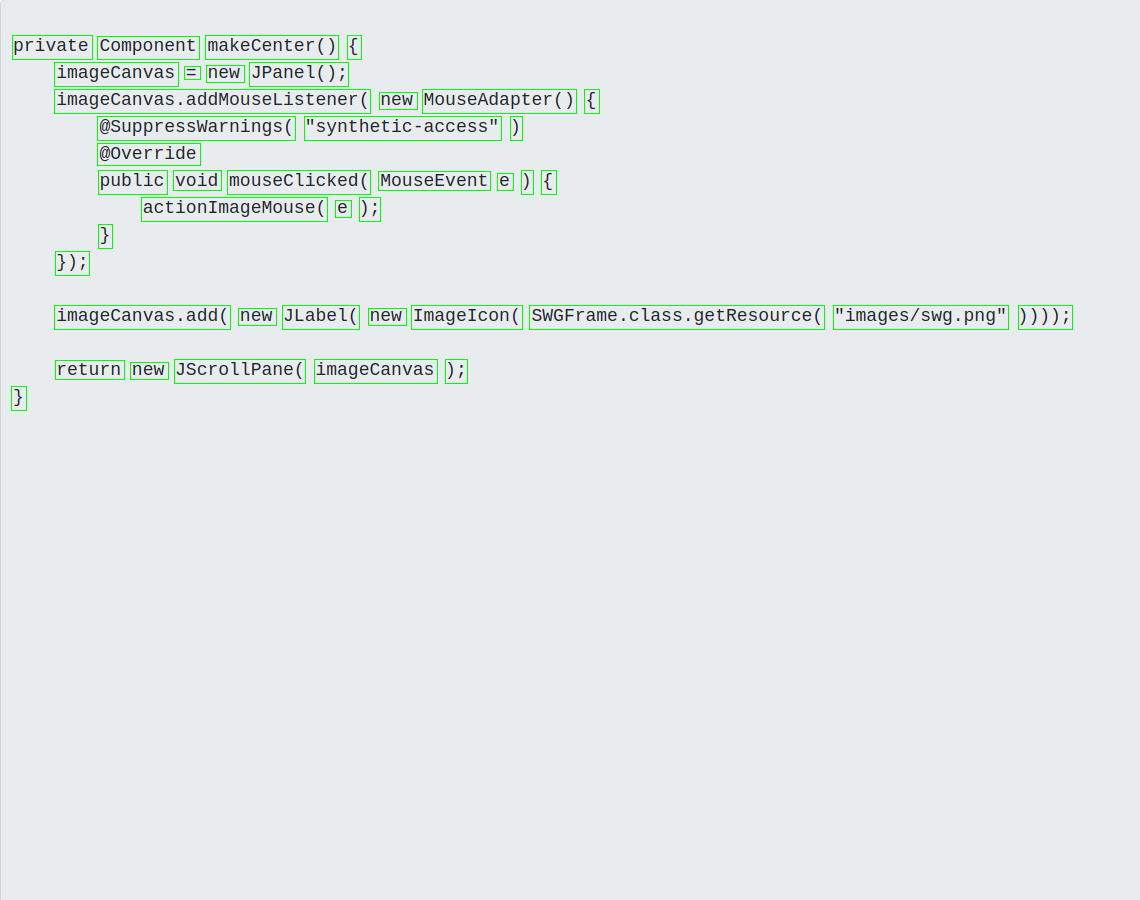 private Component makeCenter() {
imageCanvas = new JPanel();
imageCanvas.addMouseListener( new MouseAdapter() {
@SuppressWarnings( "synthetic-access" )
@Override
public void mouseClicked( MouseEvent e ) {
actionImageMouse( e );
}
});
imageCanvas.add( new JLabel( new ImageIcon( SWGFrame.class.getResource( "images/swg.png" ))));
return new JScrollPane( imageCanvas );
}